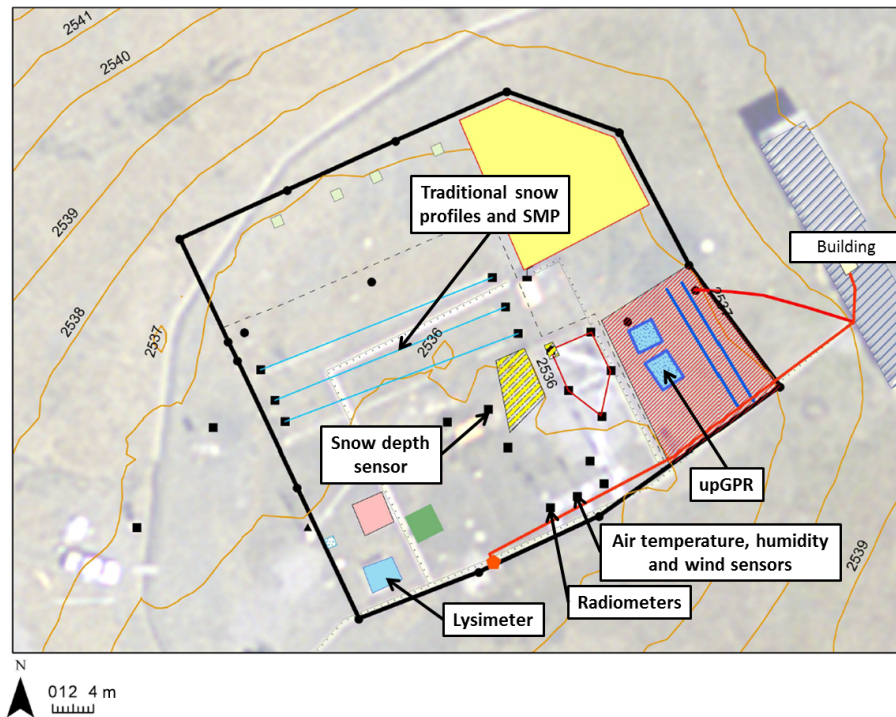 2541
2540
2539
2538
2537
Traditional snow
profiles and SMP
Building
2537
2536
2536
Snow depth
sensor
upGPR
Air temperature, humidity
and wind sensors
Radiometers
Lysimeter
2539
N
012 4 m